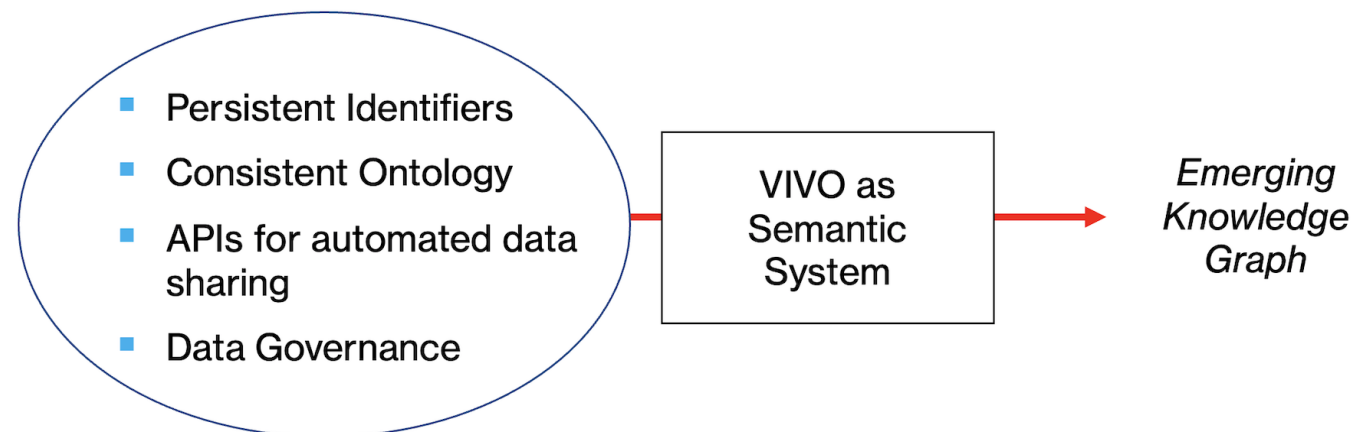 Persistent Identifiers
Consistent Ontology
APIs for automated data
sharing
Data Governance
VIVO as
Semantic
System
Emerging
Knowledge
Graph